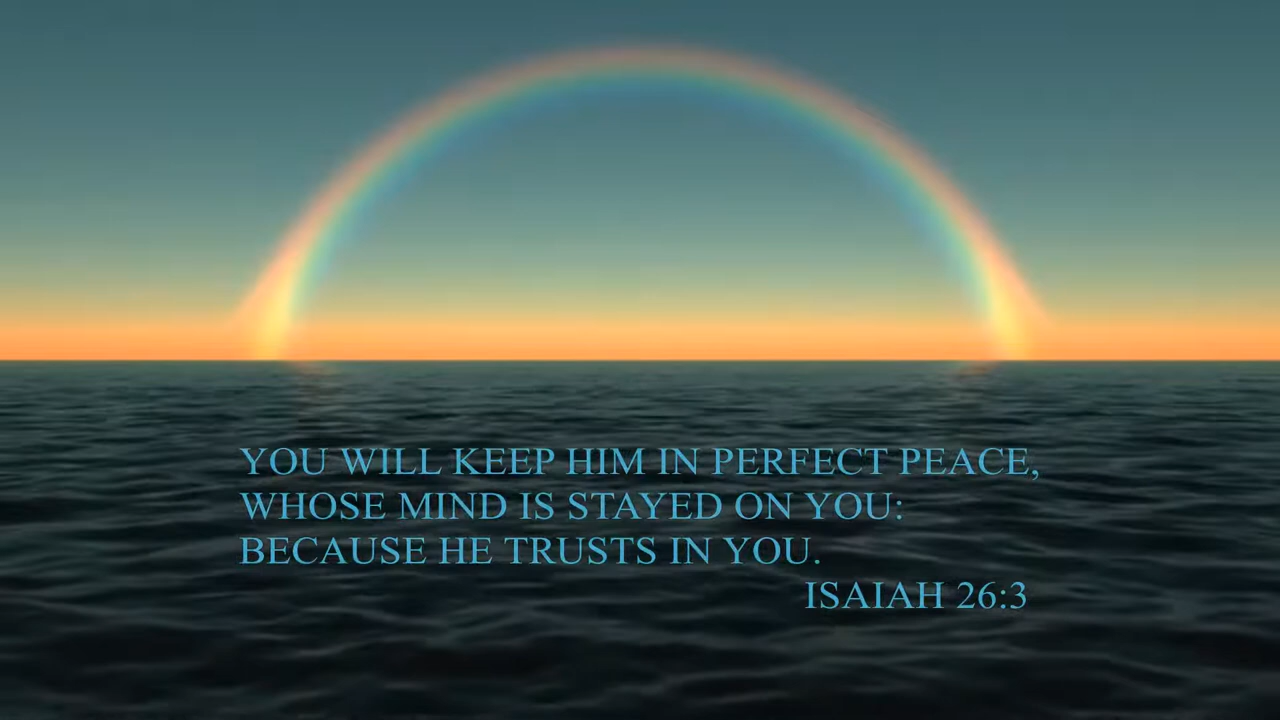 YOU WILL KEEP HIM IN PERFECT PEACE,
WHOSE MIND IS STAYED ON YOU:
BECAUSE HE TRUSTS IN YOU.
ISAIAH 26:3